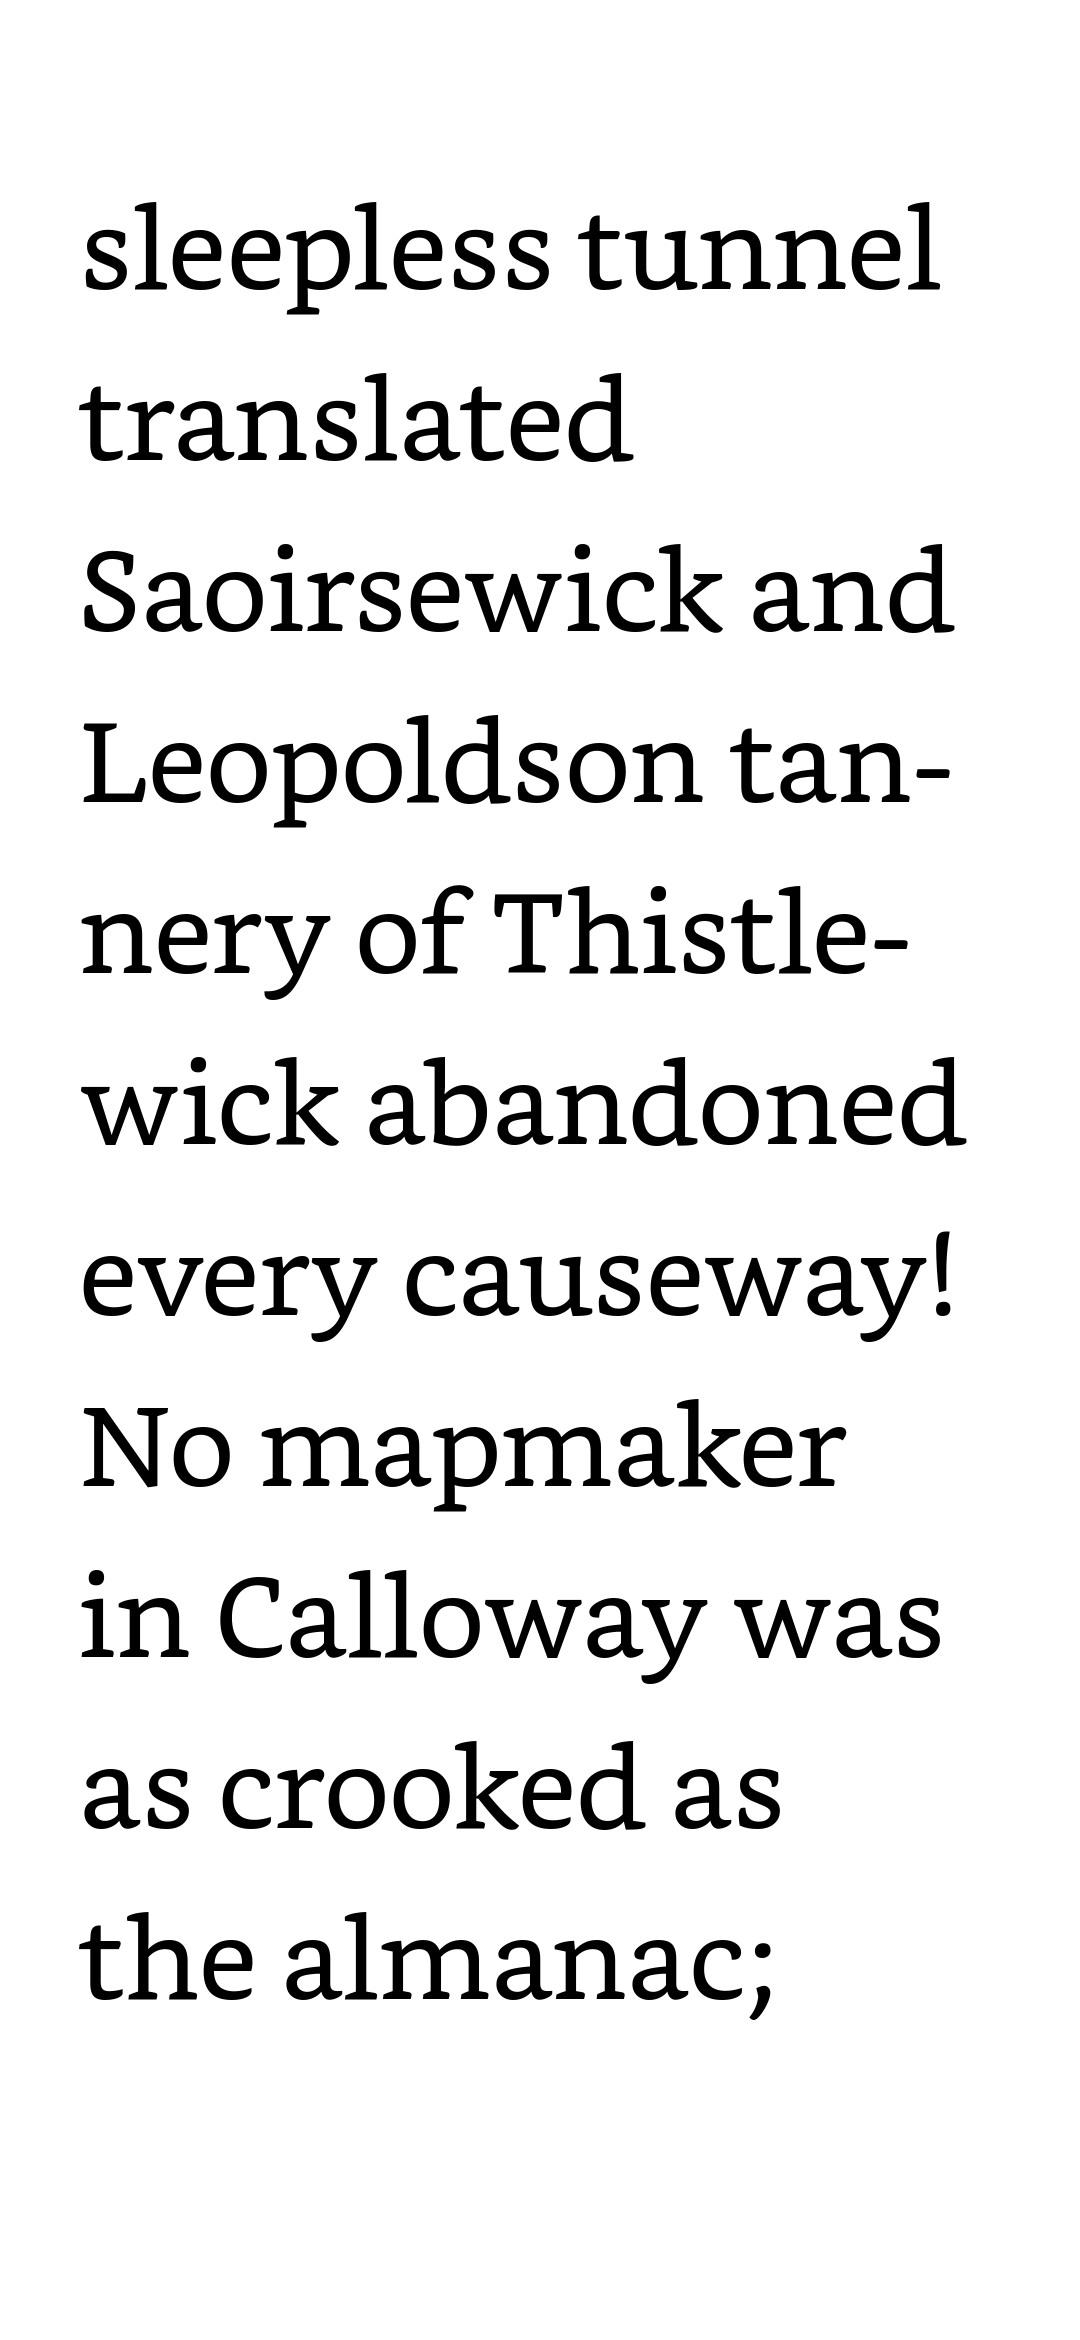 sleepless tunnel
translated
Saoirsewick and
Leopoldson tan-
nery of Thistle-
wick abandoned
every causeway!
No mapmaker
in Calloway was
as crooked as
the almanac;